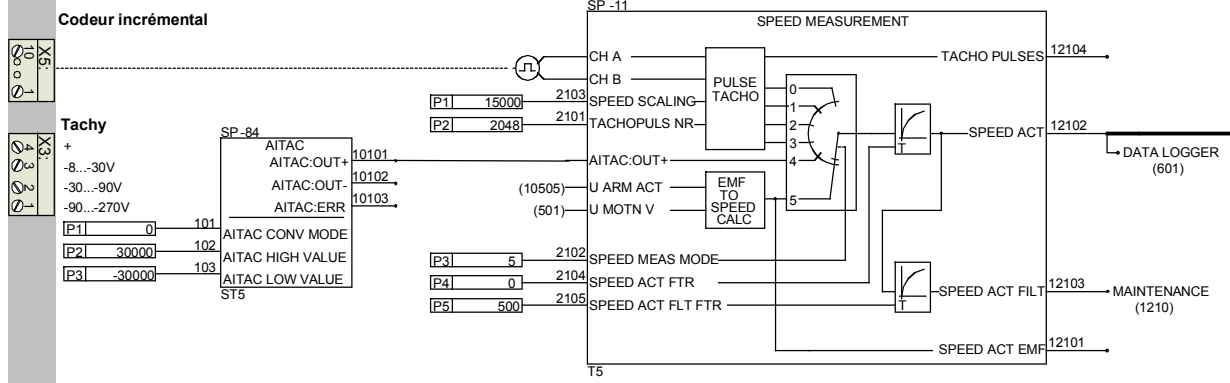 Codeur incrémental
X5:
10
1
Tachy
X3:
4
3
2
1
+
-8...-30V
-30...-90V
-90...-270V
SP -84
AITAC
AITAC:OUT+ 10101
AITAC:OUT- 10102
AITAC:ERR 10103
P1 0 101 AITAC CONV MODE
P2 30000 102 AITAC HIGH VALUE
P3 -30000 103 AITAC LOW VALUE
ST5
SP -11
SPEED MEASUREMENT
CH A
CH B
P1 15000 2103 SPEED SCALING
P2 2048 2101 TACHOPULS NR
AITAC:OUT+
(10505) U ARM ACT
(501) U MOTN V
P3 5 2102 SPEED MEAS MODE
P4 0 2104 SPEED ACT FTR
P5 500 2105 SPEED ACT FLT FTR
PULSE
TACHO
EMF
TO
SPEED
CALC
0
1
2
3
4
5
T
T
TACHO PULSES 12104
SPEED ACT 12102
DATA LOGGER
(601)
SPEED ACT FILT 12103
MAINTENANCE
(1210)
SPEED ACT EMF 12101
T5